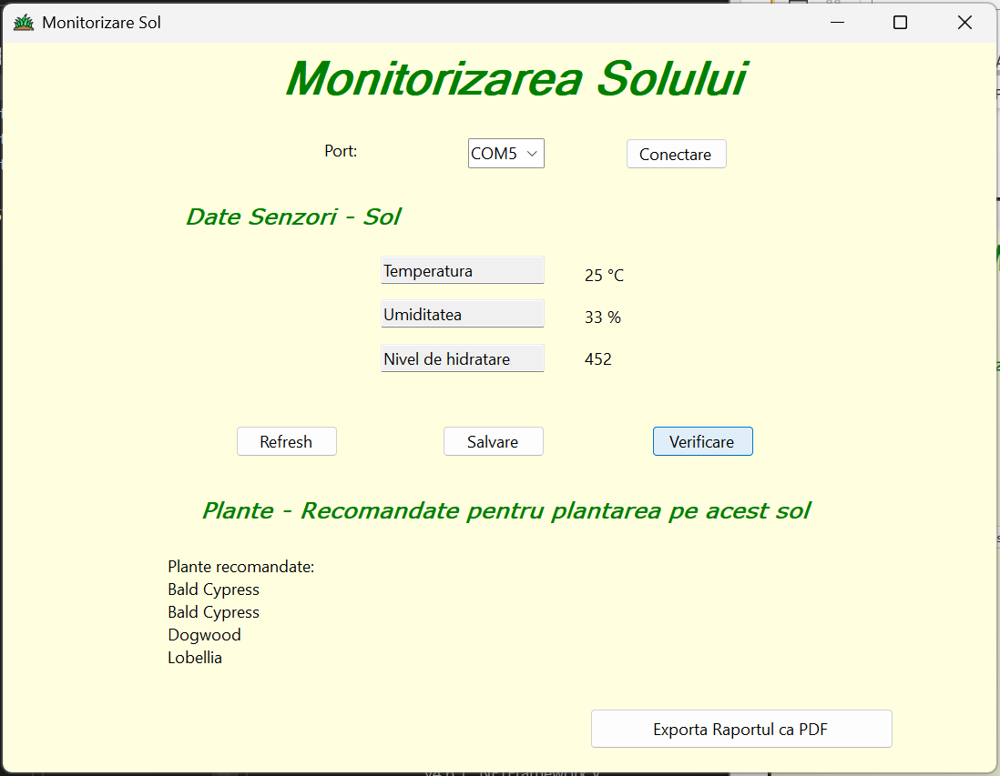 Monitorizare Sol
Monitorizarea Solului
Port: COM5 Conectare
Date Senzori - Sol
Temperatura 25 °C
Umiditatea 33 %
Nivel de hidratare 452
Refresh Salvare Verificare
Plante - Recomandate pentru plantarea pe acest sol
Plante recomandate:
Bald Cypress
Bald Cypress
Dogwood
Lobellia
Exporta Raportul ca PDF